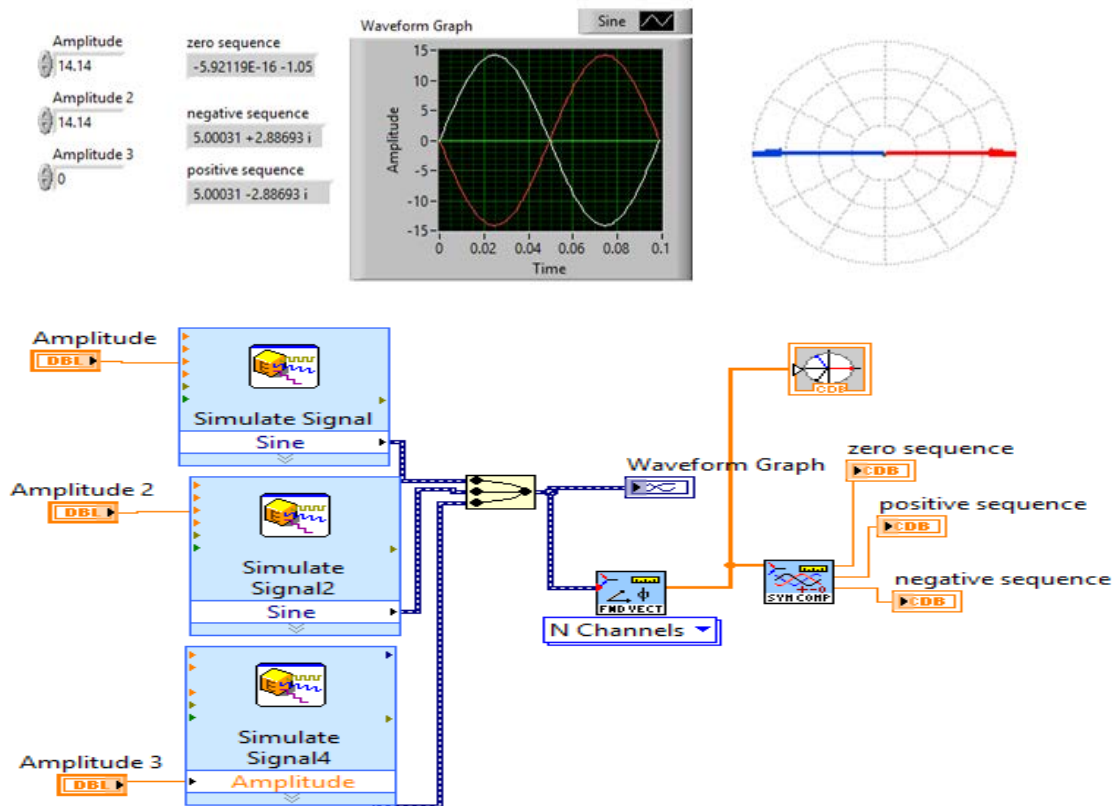 Amplitude
14.14
Amplitude 2
14.14
Amplitude 3
0
zero sequence
-5.92119E-16 -1.05
negative sequence
5.00031 +2.88693 i
positive sequence
5.00031 -2.88693 i
Waveform Graph
Sine
Amplitude
15
10
5
0
-5
-10
-15
0
0.02
0.04
0.06
0.08
0.1
Time
Amplitude
DBL
Simulate Signal
Sine
Amplitude 2
DBL
Simulate
Signal2
Sine
Amplitude 3
DBL
Simulate
Signal4
Amplitude
Waveform Graph
FND VECT
N Channels
CDB
SYM COMP
+-0
zero sequence
CDB
positive sequence
CDB
negative sequence
CDB